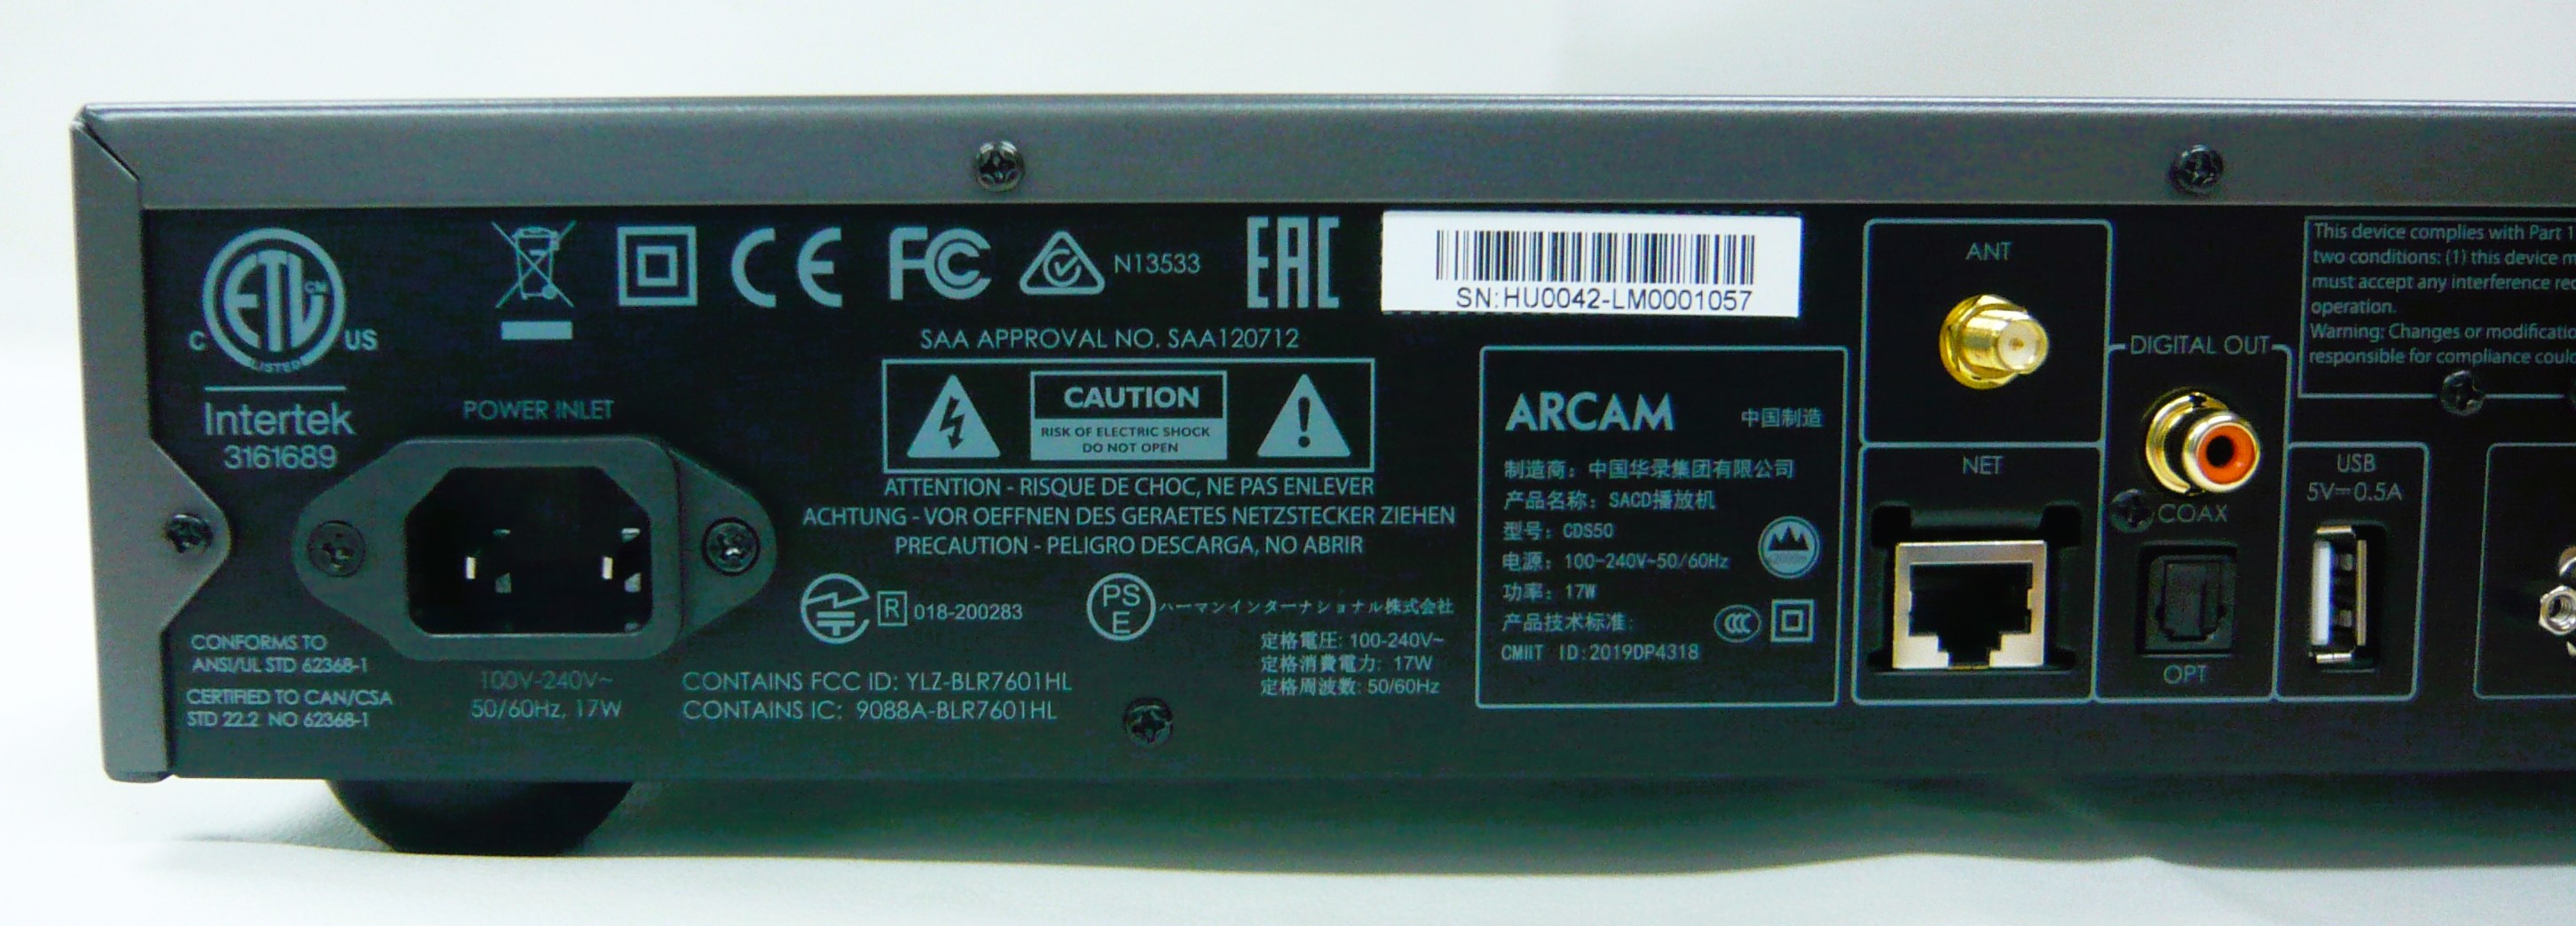 ETL CM
C US
LISTED
Intertek
3161689
CE
FC
N13533
EAC
SN:HU0042-LM0001057
SAA APPROVAL NO. SAA120712
POWER INLET
CAUTION
RISK OF ELECTRIC SHOCK
DO NOT OPEN
ATTENTION - RISQUE DE CHOC, NE PAS ENLEVER
ACHTUNG - VOR OEFFNEN DES GERAETES NETZSTECKER ZIEHEN
PRECAUTION - PELIGRO DESCARGA, NO ABRIR
R 018-200283
PS
E
ハーマンインターナショナル株式会社
定格電圧: 100-240V~
定格消費電力: 17W
定格周波数: 50/60Hz
CONFORMS TO
ANSI/UL STD 62368-1
CERTIFIED TO CAN/CSA
STD 22.2 NO 62368-1
100V-240V~
50/60Hz, 17W
CONTAINS FCC ID: YLZ-BLR7601HL
CONTAINS IC: 9088A-BLR7601HL
ARCAM 中国制造
制造商: 中国华录集团有限公司
产品名称: SACD播放机
型号: CDS50
电源: 100-240V~50/60Hz
功率: 17W
产品技术标准:
CMIIT ID:2019DP4318
CCC
ANT
NET
DIGITAL OUT
COAX
OPT
USB
5V⎓0.5A
This device complies with Part 1
two conditions: (1) this device m
must accept any interference rec
operation.
Warning: Changes or modificatio
responsible for compliance could